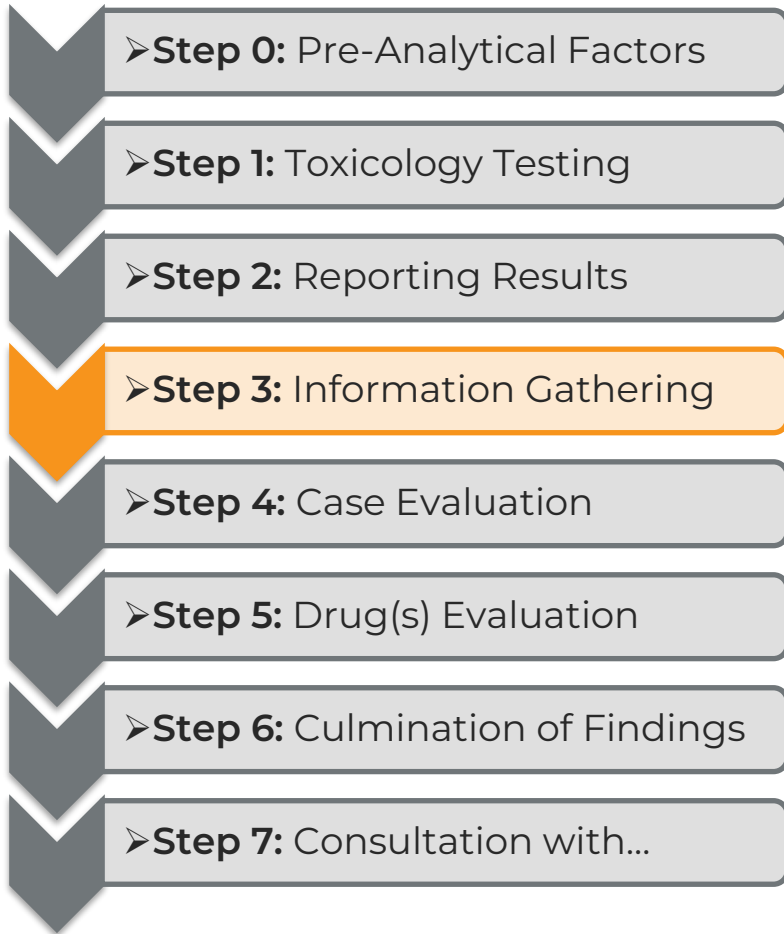 ➢Step 0: Pre-Analytical Factors
➢Step 1: Toxicology Testing
➢Step 2: Reporting Results
➢Step 3: Information Gathering
➢Step 4: Case Evaluation
➢Step 5: Drug(s) Evaluation
➢Step 6: Culmination of Findings
➢Step 7: Consultation with…